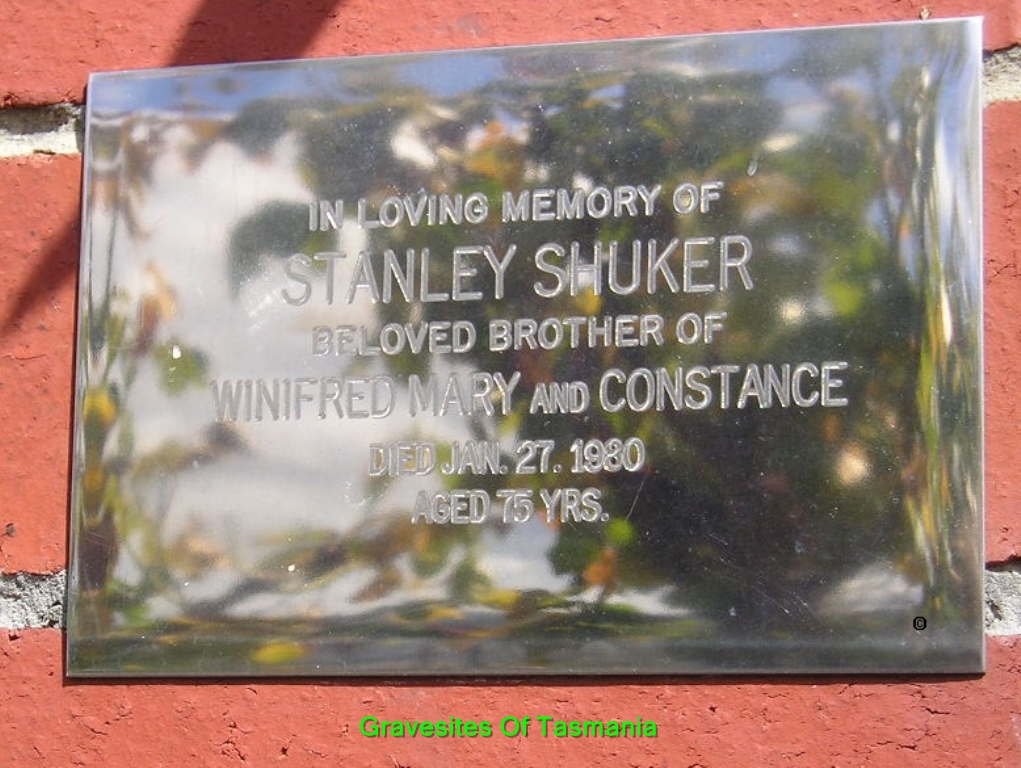 IN LOVING MEMORY OF
STANLEY SHUKER
BELOVED BROTHER OF
WINIFRED MARY AND CONSTANCE
DIED JAN. 27. 1980
AGED 75 YRS.
©
Gravesites Of Tasmania